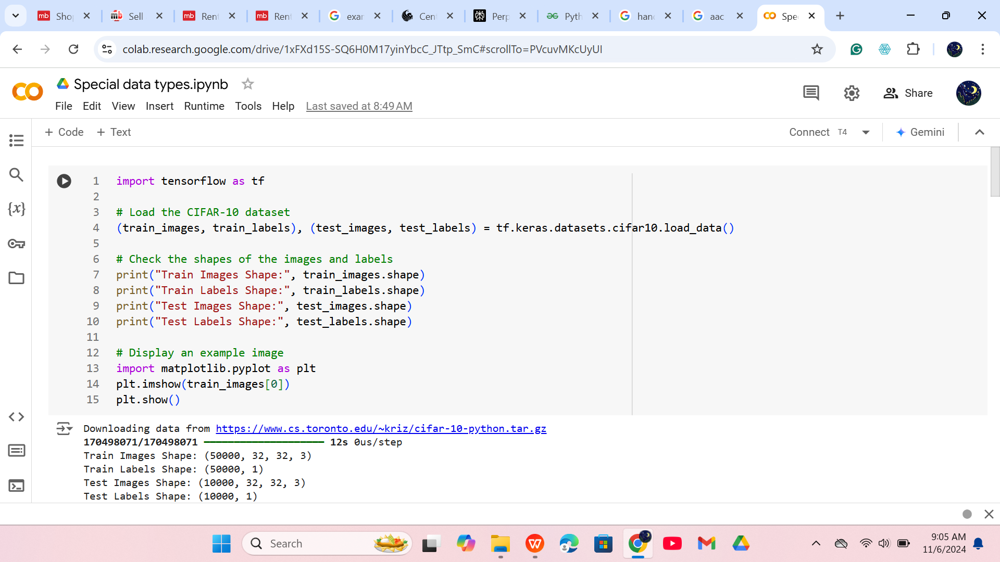 Shop
Sell
Rent
Rent
exar
Cent
Perp
Pyth
hand
aac
Spec
colab.research.google.com/drive/1xFXd15S-SQ6H0M17yinYbcC_JTtp_SmC#scrollTo=PVcuvMKcUyUI
Special data types.ipynb
File Edit View Insert Runtime Tools Help Last saved at 8:49 AM
Share
+ Code + Text
Connect T4
Gemini
1 import tensorflow as tf
2
3 # Load the CIFAR-10 dataset
4 (train_images, train_labels), (test_images, test_labels) = tf.keras.datasets.cifar10.load_data()
5
6 # Check the shapes of the images and labels
7 print("Train Images Shape:", train_images.shape)
8 print("Train Labels Shape:", train_labels.shape)
9 print("Test Images Shape:", test_images.shape)
10 print("Test Labels Shape:", test_labels.shape)
11
12 # Display an example image
13 import matplotlib.pyplot as plt
14 plt.imshow(train_images[0])
15 plt.show()
Downloading data from https://www.cs.toronto.edu/~kriz/cifar-10-python.tar.gz
170498071/170498071 ━━━━━━━━━━━━━━━━━━━━ 12s 0us/step
Train Images Shape: (50000, 32, 32, 3)
Train Labels Shape: (50000, 1)
Test Images Shape: (10000, 32, 32, 3)
Test Labels Shape: (10000, 1)
Search
9:05 AM
11/6/2024